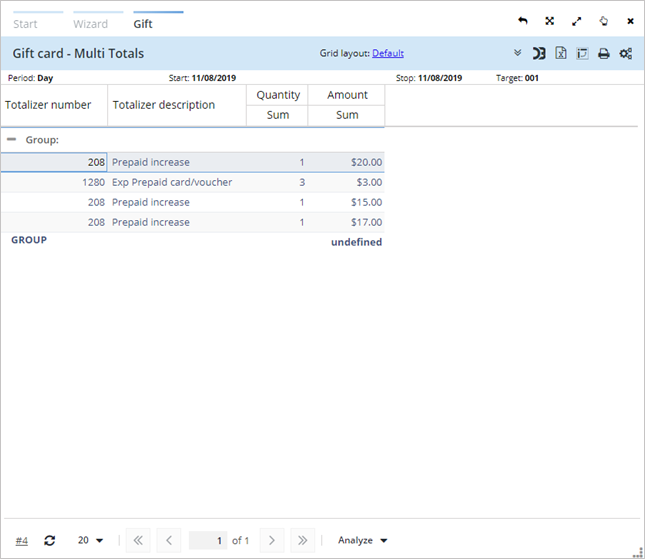 Start Wizard Gift
Gift card - Multi Totals Grid layout: Default
Period: Day Start: 11/08/2019 Stop: 11/08/2019 Target: 001
Totalizer number Totalizer description Quantity Amount
Sum Sum
Group:
208 Prepaid increase 1 $20.00
1280 Exp Prepaid card/voucher 3 $3.00
208 Prepaid increase 1 $15.00
208 Prepaid increase 1 $17.00
GROUP undefined
#4 20 1 of 1 Analyze